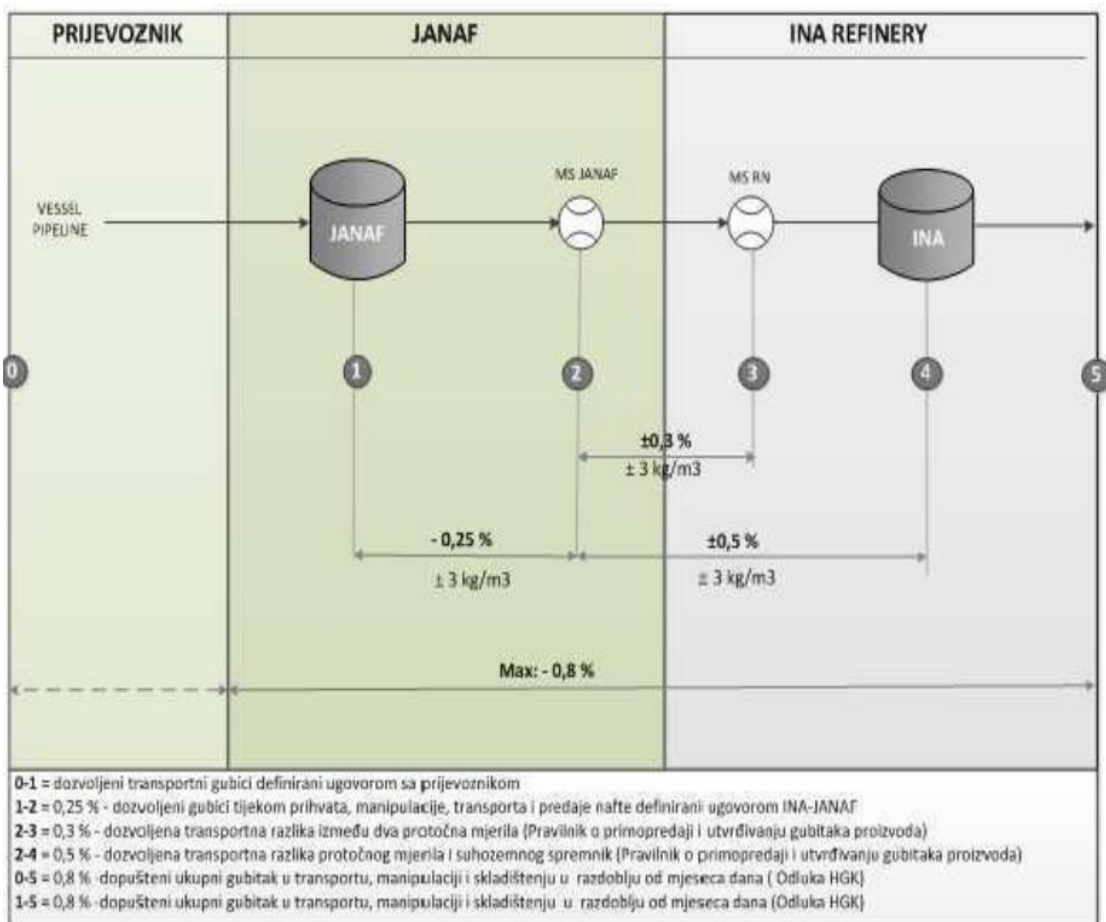 PRIJEVOZNIK JANAF INA REFINERY
MS JANAF MS RN
VESSEL
PIPELINE
JANAF INA
0 1 2 3 4 5
±0,3 %
± 3 kg/m3
- 0,25 % ±0,5 %
± 3 kg/m3 ± 3 kg/m3
Max: - 0,8 %
0-1 = dozvoljeni transportni gubici definirani ugovorom sa prijevoznikom
1-2 = 0,25 % - dozvoljeni gubici tijekom prihvata, manipulacije, transporta i predaje nafte definirani ugovorom INA-JANAF
2-3 = 0,3 % - dozvoljena transportna razlika između dva protočna mjerila (Pravilnik o primopredaji i utvrđivanju gubitaka proizvoda)
2-4 = 0,5 % - dozvoljena transportna razlika protočnog mjerila i suhozemnog spremnik (Pravilnik o primopredaji i utvrđivanju gubitaka proizvoda)
0-5 = 0,8 % -dopušteni ukupni gubitak u transportu, manipulaciji i skladištenju u razdoblju od mjeseca dana ( Odluka HGK)
1-5 = 0,8 % -dopušteni ukupni gubitak u transportu, manipulaciji i skladištenju u razdoblju od mjeseca dana (Odluka HGK)